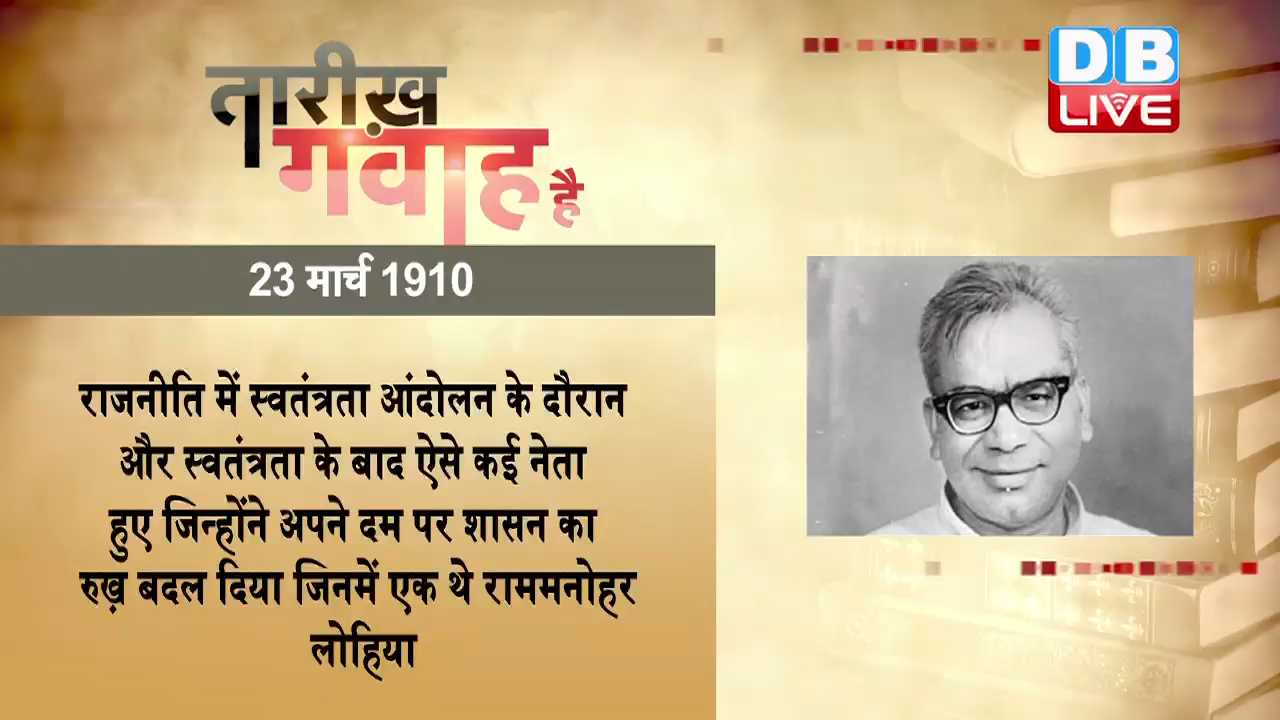 तारीख़
गवाह है
DB
LIVE
23 मार्च 1910
राजनीति में स्वतंत्रता आंदोलन के दौरान
और स्वतंत्रता के बाद ऐसे कई नेता
हुए जिन्होंने अपने दम पर शासन का
रुख़ बदल दिया जिनमें एक थे राममनोहर
लोहिया